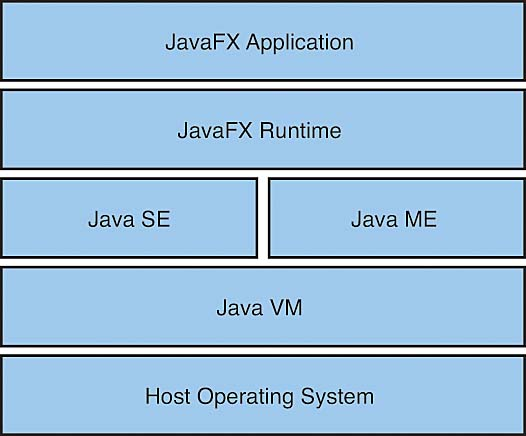 JavaFX Application
JavaFX Runtime
Java SE
Java ME
Java VM
Host Operating System